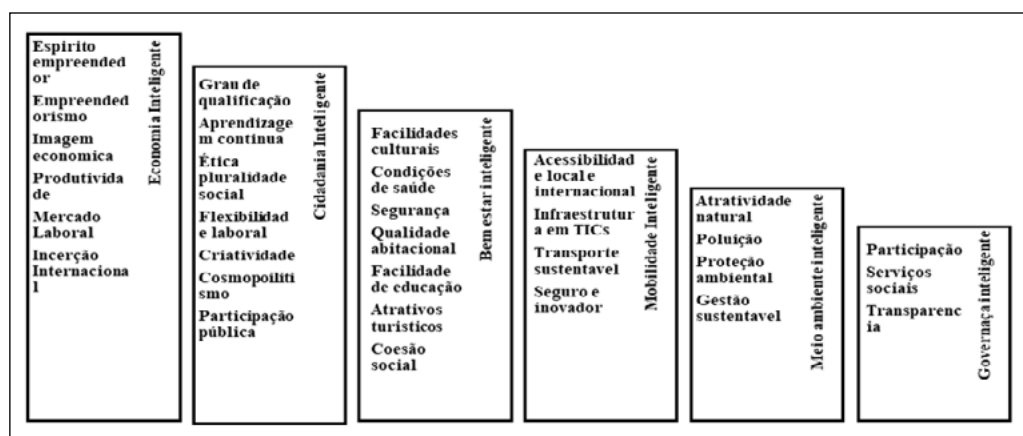 Espirito
empreended
or
Empreended
orismo
Imagem
economica
Produtivida
de
Mercado
Laboral
Incerção
Internaciona
l
Economia Inteligente
Grau de
qualificação
Aprendizage
m continua
Ética
pluralidade
social
Flexibilidad
e laboral
Criatividade
Cosmopoiliti
smo
Participação
pública
Cidadania Inteligente
Facilidades
culturais
Condições
de saúde
Segurança
Qualidade
abitacional
Facilidade
de educação
Atrativos
turisticos
Coesão
social
Bem estar inteligente
Acessibilidad
e local e
internacional
Infraestrutur
a em TICs
Transporte
sustentavel
Seguro e
inovador
Mobilidade Inteligente
Atratividade
natural
Poluição
Proteção
ambiental
Gestão
sustentavel
Meio ambiente inteligente
Participação
Serviços
sociais
Transparenc
ia
Governaça inteligente